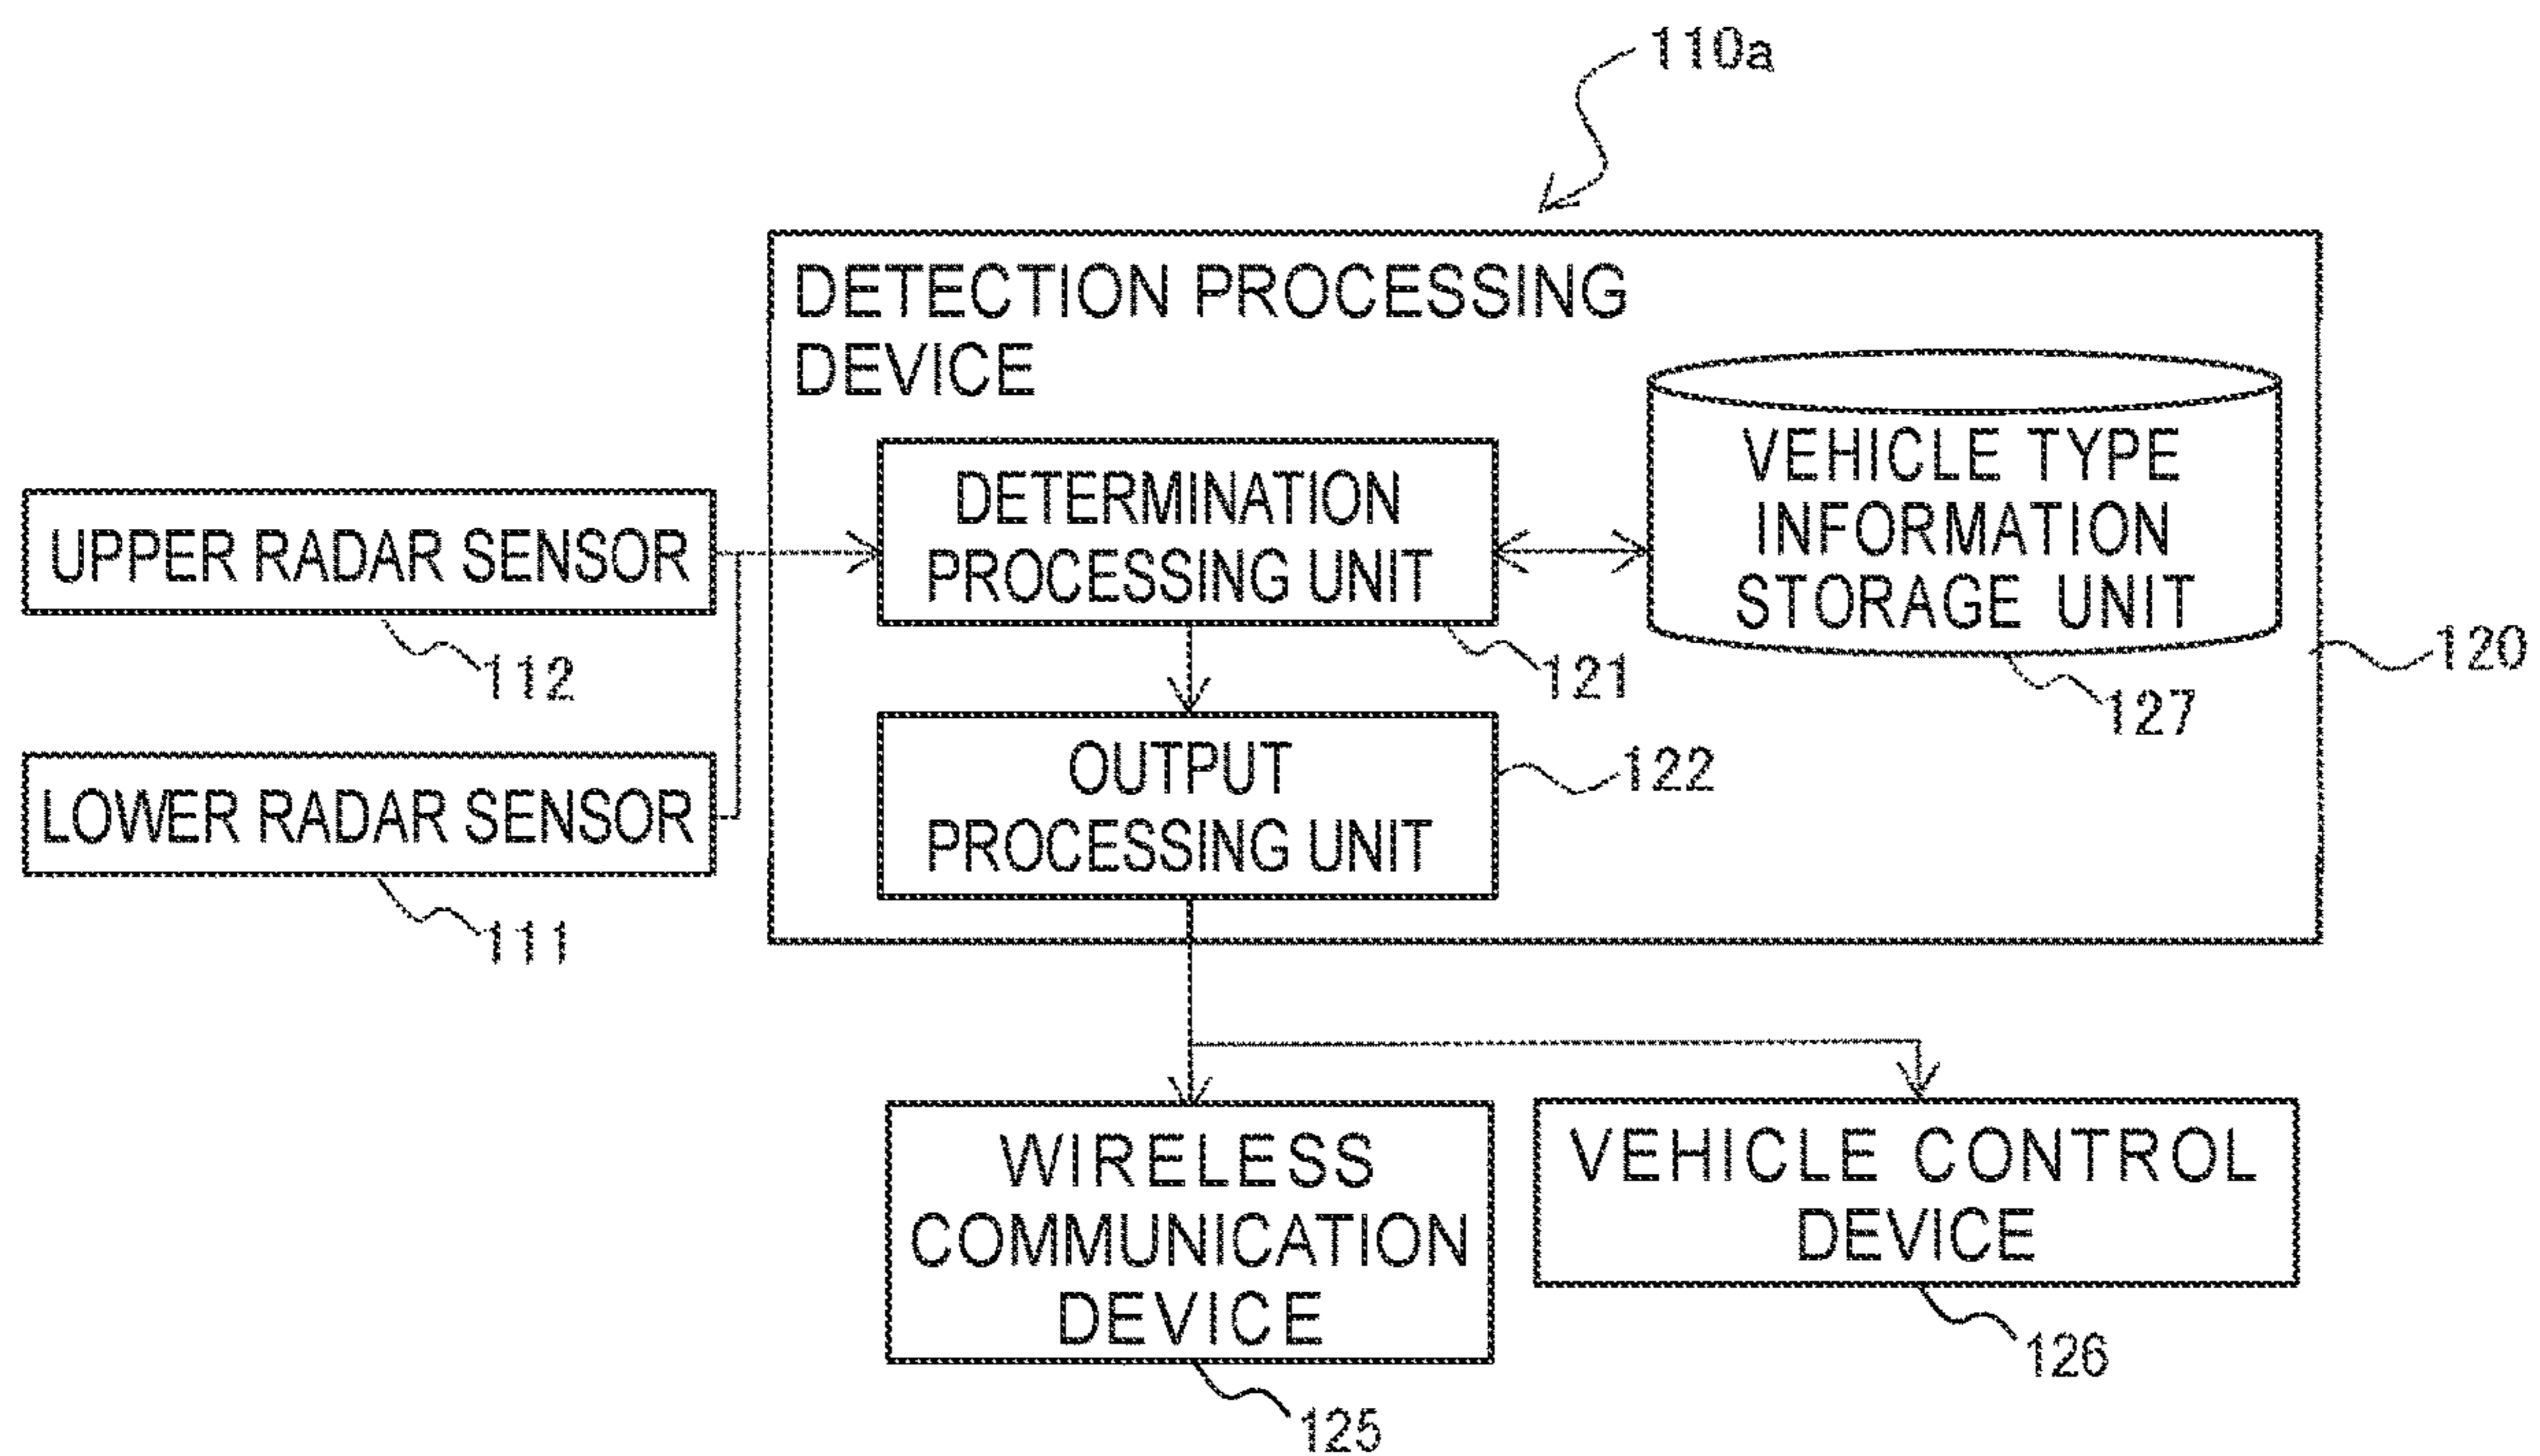 110a
DETECTION PROCESSING
DEVICE
UPPER RADAR SENSOR
112
LOWER RADAR SENSOR
111
DETERMINATION
PROCESSING UNIT
121
VEHICLE TYPE
INFORMATION
STORAGE UNIT
127
120
OUTPUT
PROCESSING UNIT
122
WIRELESS
COMMUNICATION
DEVICE
125
VEHICLE CONTROL
DEVICE
126